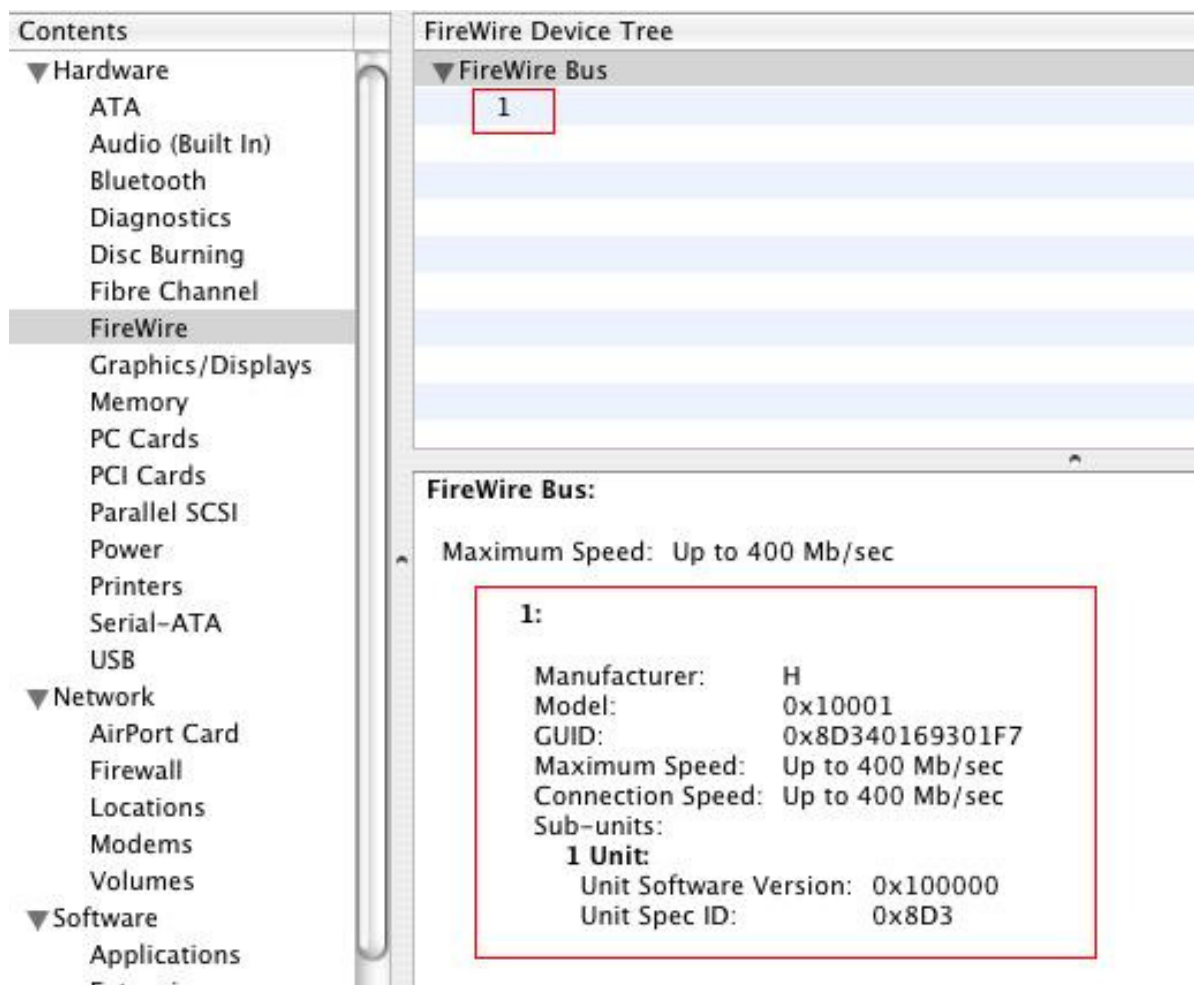 Contents
Hardware
ATA
Audio (Built In)
Bluetooth
Diagnostics
Disc Burning
Fibre Channel
FireWire
Graphics/Displays
Memory
PC Cards
PCI Cards
Parallel SCSI
Power
Printers
Serial-ATA
USB
Network
AirPort Card
Firewall
Locations
Modems
Volumes
Software
Applications
FireWire Device Tree
FireWire Bus
1
FireWire Bus:
Maximum Speed: Up to 400 Mb/sec
1:
Manufacturer: H
Model: 0x10001
GUID: 0x8D340169301F7
Maximum Speed: Up to 400 Mb/sec
Connection Speed: Up to 400 Mb/sec
Sub-units:
1 Unit:
Unit Software Version: 0x100000
Unit Spec ID: 0x8D3